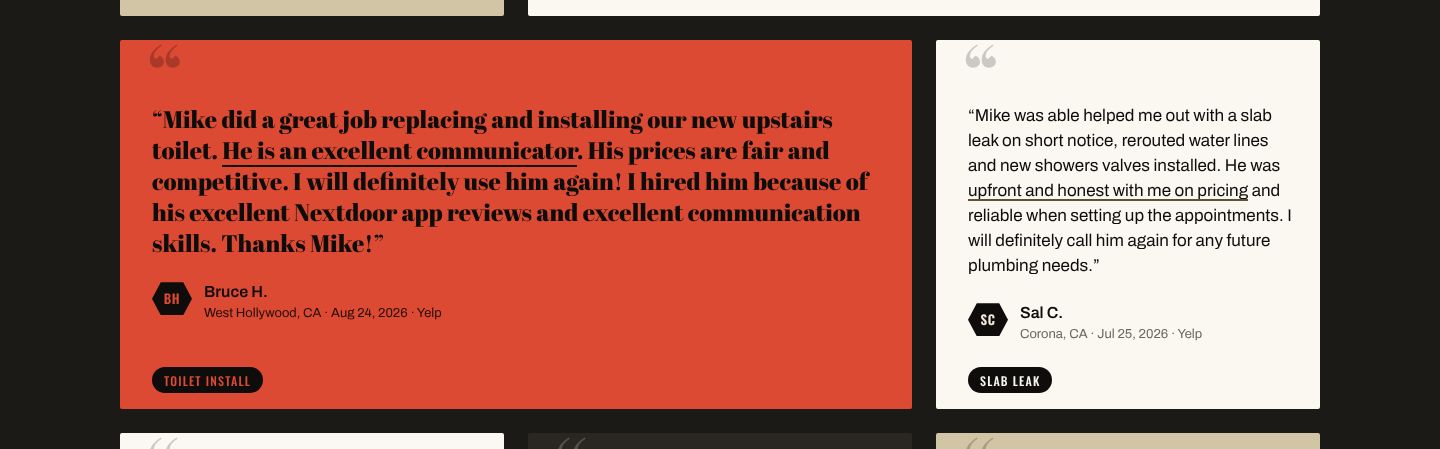 “
“Mike did a great job replacing and installing our new upstairs
toilet. He is an excellent communicator. His prices are fair and
competitive. I will definitely use him again! I hired him because of
his excellent Nextdoor app reviews and excellent communication
skills. Thanks Mike!”
BH
Bruce H.
West Hollywood, CA · Aug 24, 2026 · Yelp
TOILET INSTALL
“
“Mike was able helped me out with a slab
leak on short notice, rerouted water lines
and new showers valves installed. He was
upfront and honest with me on pricing and
reliable when setting up the appointments. I
will definitely call him again for any future
plumbing needs.”
SC
Sal C.
Corona, CA · Jul 25, 2026 · Yelp
SLAB LEAK
“
“
“